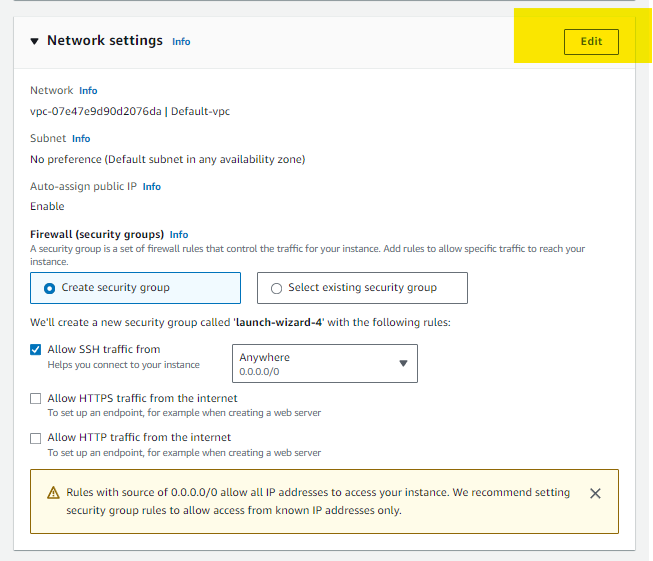 Network settings Info
Edit
Network Info
vpc-07e47e9d90d2076da | Default-vpc
Subnet Info
No preference (Default subnet in any availability zone)
Auto-assign public IP Info
Enable
Firewall (security groups) Info
A security group is a set of firewall rules that control the traffic for your instance. Add rules to allow specific traffic to reach your
instance.
Create security group
Select existing security group
We'll create a new security group called 'launch-wizard-4' with the following rules:
Allow SSH traffic from
Helps you connect to your instance
Anywhere
0.0.0.0/0
Allow HTTPS traffic from the internet
To set up an endpoint, for example when creating a web server
Allow HTTP traffic from the internet
To set up an endpoint, for example when creating a web server
Rules with source of 0.0.0.0/0 allow all IP addresses to access your instance. We recommend setting
security group rules to allow access from known IP addresses only.